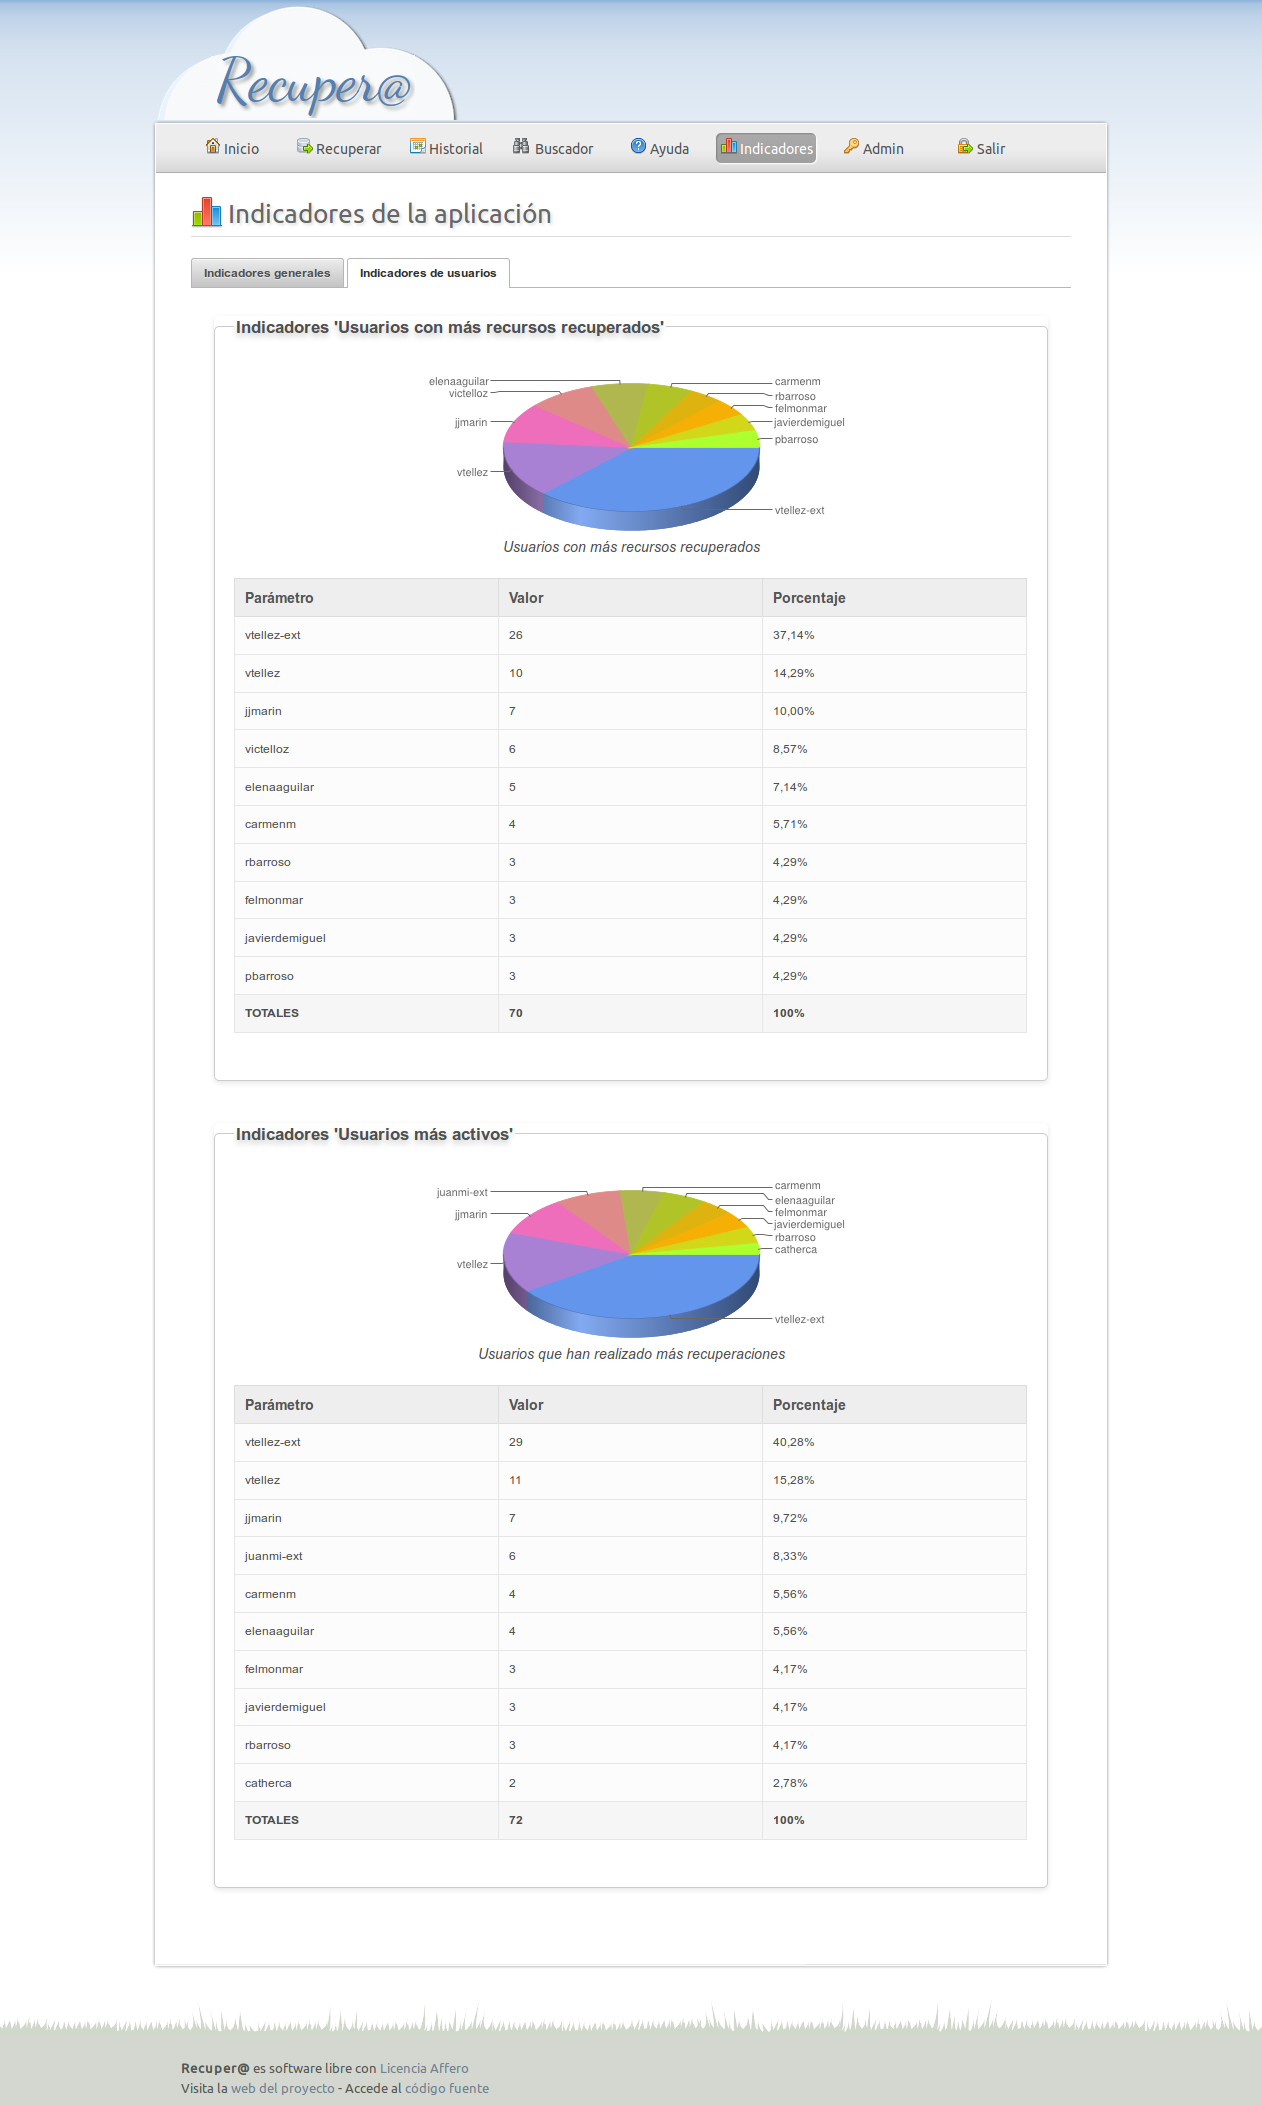 Recuper@
Inicio Recuperar Historial Buscador Ayuda Indicadores Admin Salir
Indicadores de la aplicación
Indicadores generales Indicadores de usuarios
Indicadores 'Usuarios con más recursos recuperados'
elenaaguilar
victelloz
jjmarin
vtellez
carmenm
rbarroso
felmonmar
javierdemiguel
pbarroso
vtellez-ext
Usuarios con más recursos recuperados
Parámetro Valor Porcentaje
vtellez-ext 26 37,14%
vtellez 10 14,29%
jjmarin 7 10,00%
victelloz 6 8,57%
elenaaguilar 5 7,14%
carmenm 4 5,71%
rbarroso 3 4,29%
felmonmar 3 4,29%
javierdemiguel 3 4,29%
pbarroso 3 4,29%
TOTALES 70 100%
Indicadores 'Usuarios más activos'
juanmi-ext
jjmarin
vtellez
carmenm
elenaaguilar
felmonmar
javierdemiguel
rbarroso
catherca
vtellez-ext
Usuarios que han realizado más recuperaciones
Parámetro Valor Porcentaje
vtellez-ext 29 40,28%
vtellez 11 15,28%
jjmarin 7 9,72%
juanmi-ext 6 8,33%
carmenm 4 5,56%
elenaaguilar 4 5,56%
felmonmar 3 4,17%
javierdemiguel 3 4,17%
rbarroso 3 4,17%
catherca 2 2,78%
TOTALES 72 100%
Recuper@ es software libre con Licencia Affero
Visita la web del proyecto - Accede al código fuente